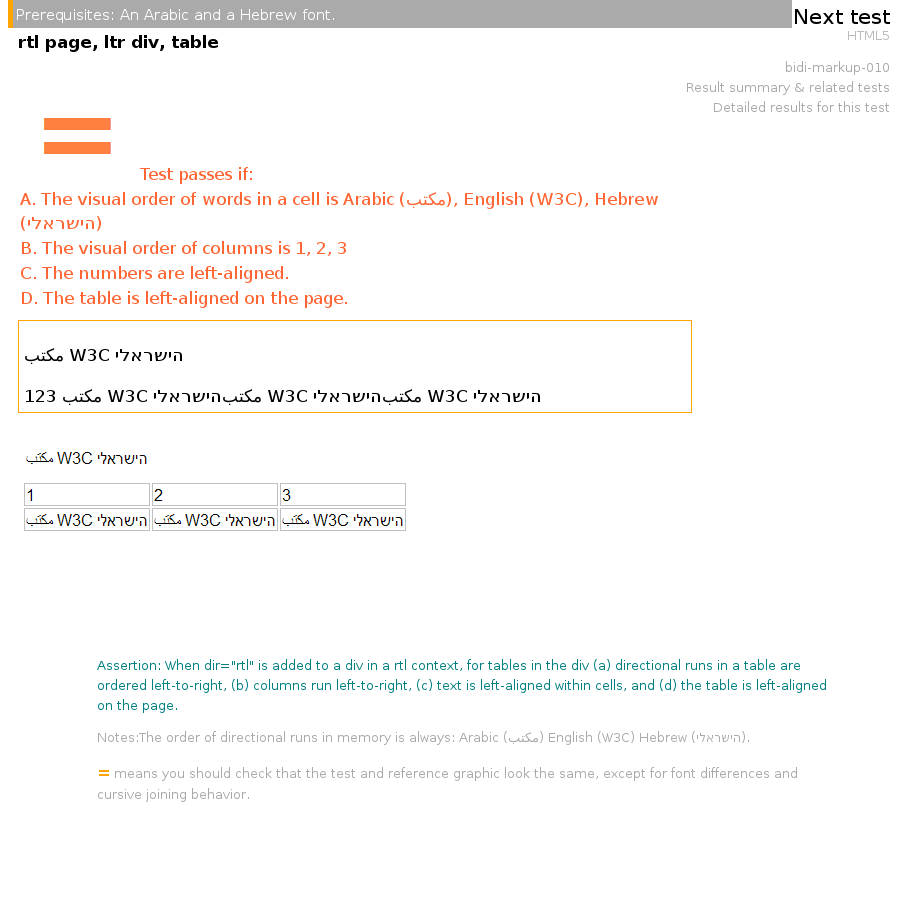 Prerequisites: An Arabic and a Hebrew font.
Next test
rtl page, ltr div, table
HTML5
bidi-markup-010
Result summary & related tests
Detailed results for this test
Test passes if:
A. The visual order of words in a cell is Arabic (مكتب), English (W3C), Hebrew
(הישראלי)
B. The visual order of columns is 1, 2, 3
C. The numbers are left-aligned.
D. The table is left-aligned on the page.
مكتب W3C הישראלי
123 مكتب W3C הישראליمكتب W3C הישראליمكتب W3C הישראלי
مكتب W3C הישראלי
1 2 3
مكتب W3C הישראלי مكتب W3C הישראלי مكتب W3C הישראלי
Assertion: When dir="rtl" is added to a div in a rtl context, for tables in the div (a) directional runs in a table are
ordered left-to-right, (b) columns run left-to-right, (c) text is left-aligned within cells, and (d) the table is left-aligned
on the page.
Notes:The order of directional runs in memory is always: Arabic (مكتب) English (W3C) Hebrew (הישראלי).
= means you should check that the test and reference graphic look the same, except for font differences and
cursive joining behavior.